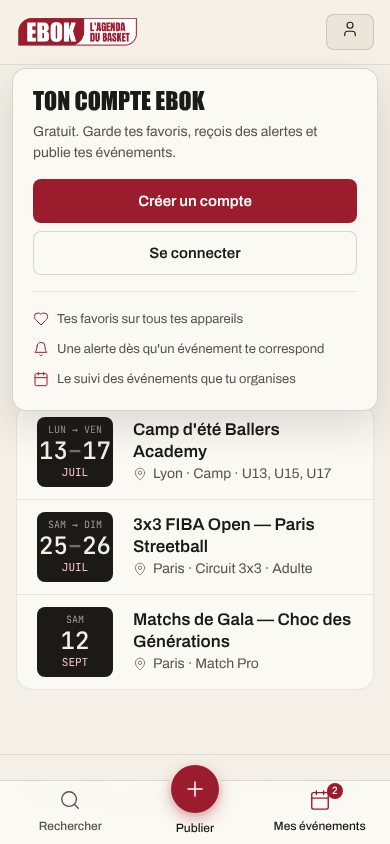 EBOK L'AGENDA
DU BASKET
TON COMPTE EBOK
Gratuit. Garde tes favoris, reçois des alertes et
publie tes événements.
Créer un compte
Se connecter
Tes favoris sur tous tes appareils
Une alerte dès qu'un événement te correspond
Le suivi des événements que tu organises
LUN → VEN
13–17
JUIL
Camp d'été Ballers
Academy
Lyon · Camp · U13, U15, U17
SAM → DIM
25–26
JUIL
3x3 FIBA Open — Paris
Streetball
Paris · Circuit 3x3 · Adulte
SAM
12
SEPT
Matchs de Gala — Choc des
Générations
Paris · Match Pro
Rechercher
Publier
2
Mes événements